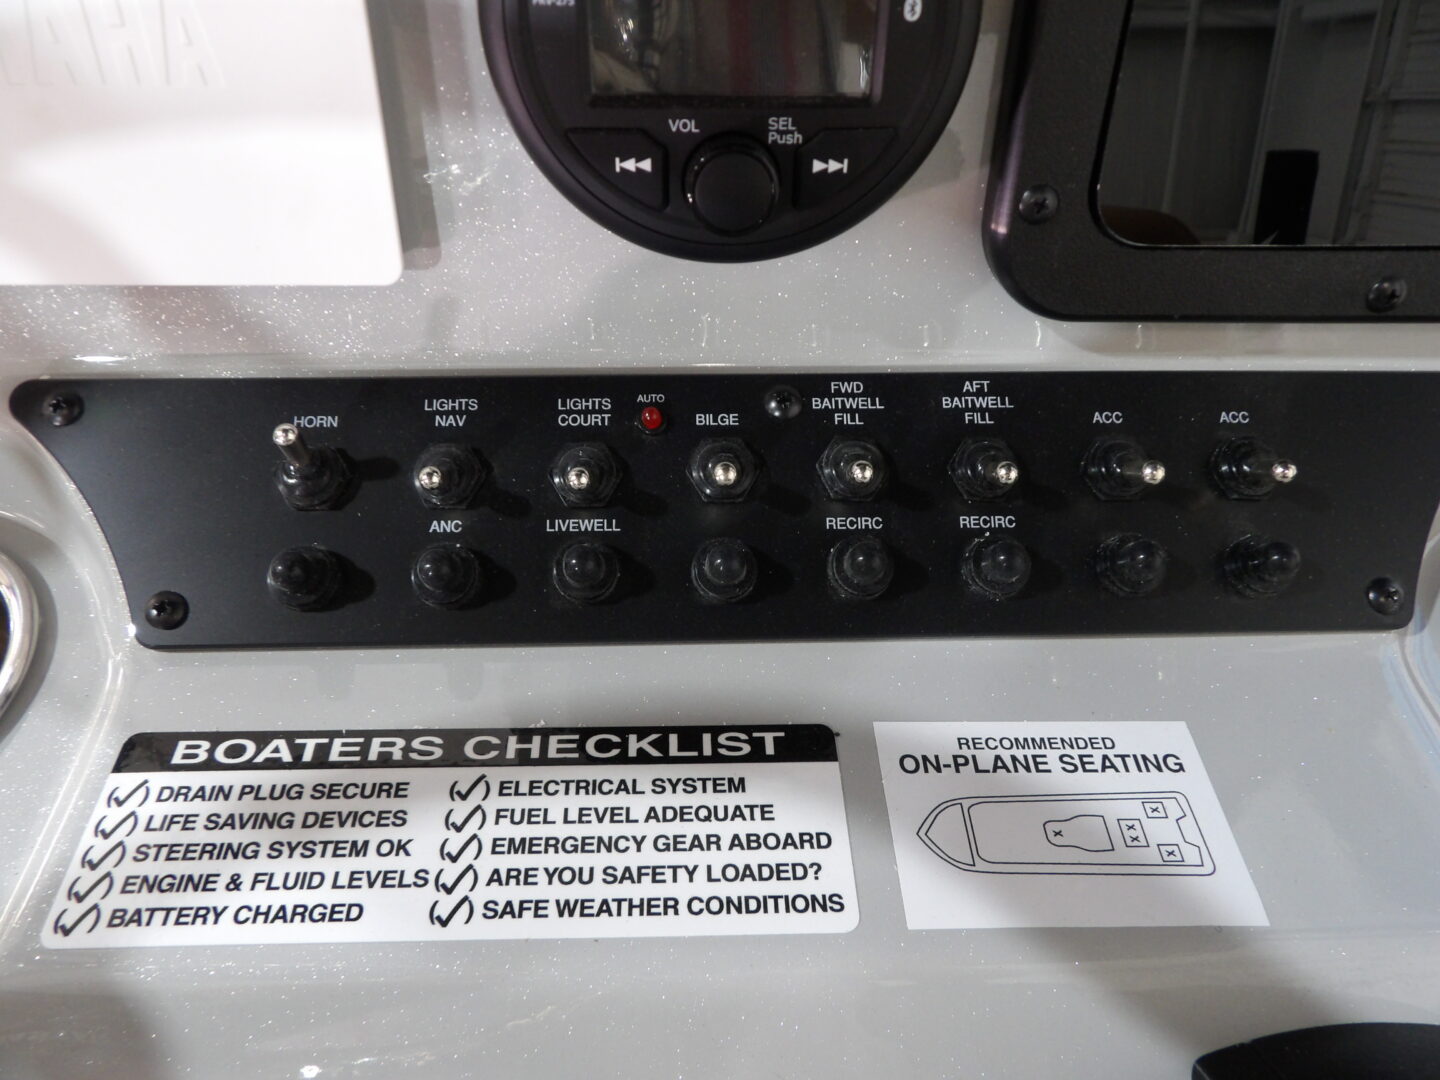 VOL
SEL
Push
HORN
LIGHTS
NAV
LIGHTS
COURT
AUTO
BILGE
FWD
BAITWELL
FILL
AFT
BAITWELL
FILL
ACC
ACC
ANC
LIVEWELL
RECIRC
RECIRC
BOATERS CHECKLIST
DRAIN PLUG SECURE
LIFE SAVING DEVICES
STEERING SYSTEM OK
ENGINE & FLUID LEVELS
BATTERY CHARGED
ELECTRICAL SYSTEM
FUEL LEVEL ADEQUATE
EMERGENCY GEAR ABOARD
ARE YOU SAFETY LOADED?
SAFE WEATHER CONDITIONS
RECOMMENDED
ON-PLANE SEATING